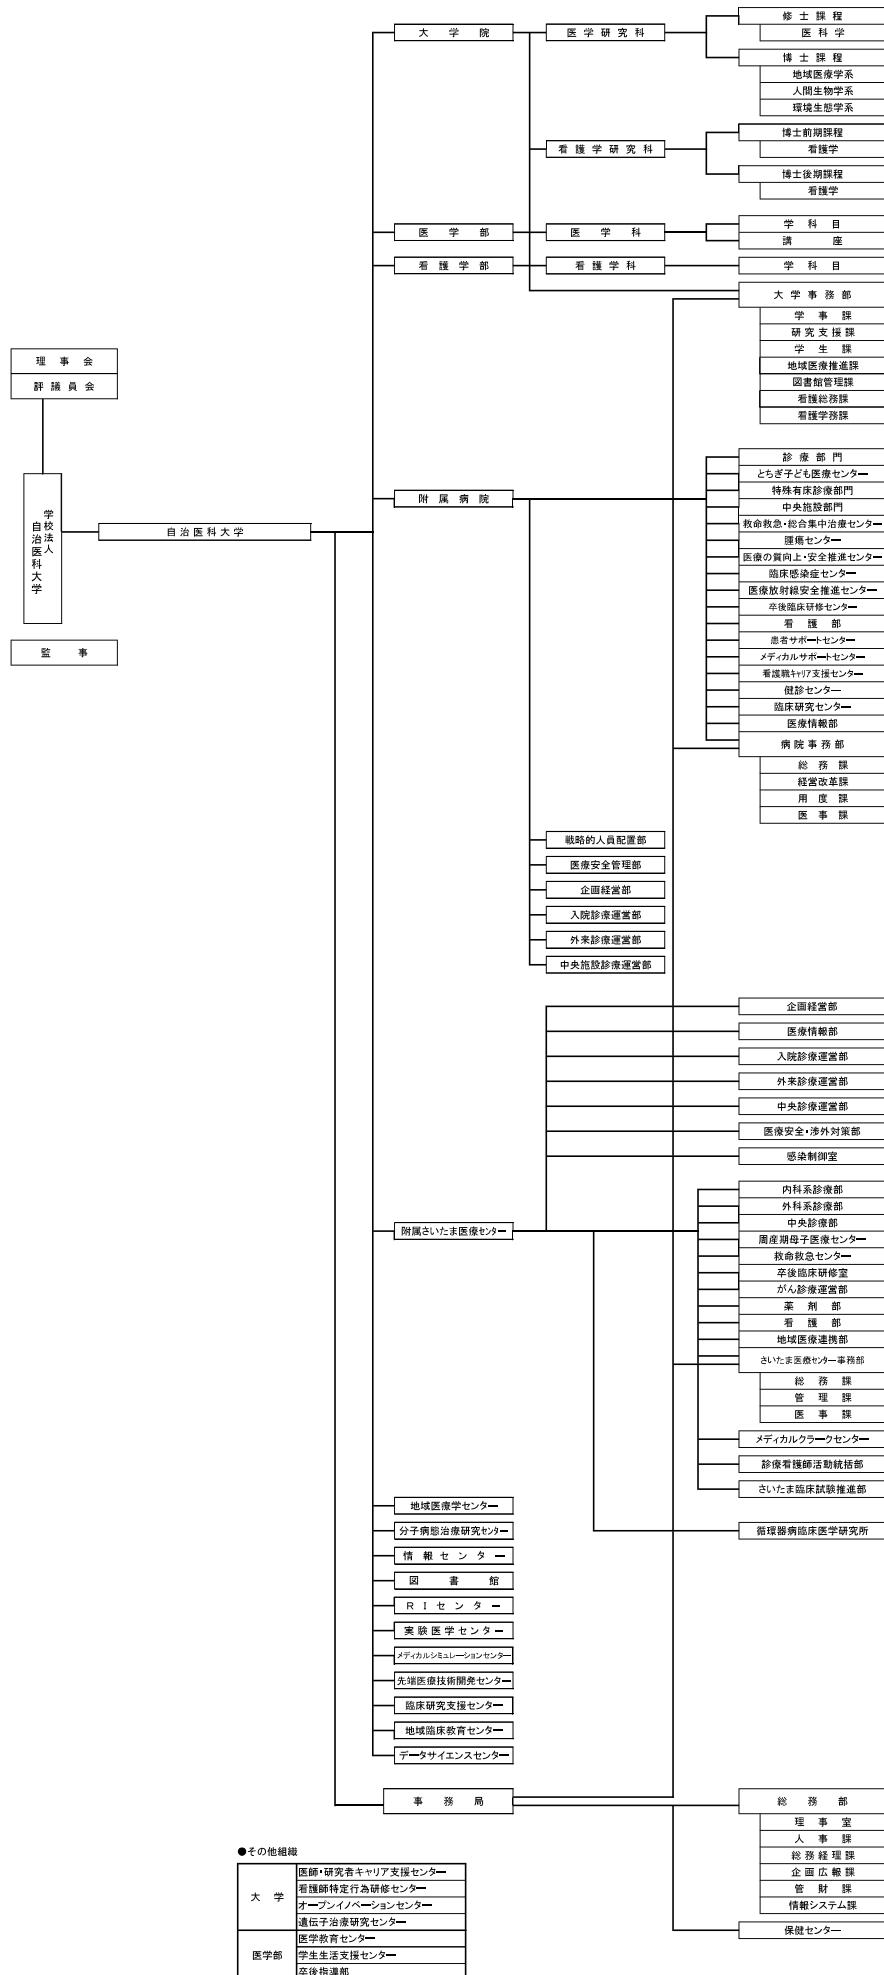 理事会
評議員会
学校法人
自治医科大学
監事
自治医科大学
大学院
医学研究科
修士課程
医科学
博士課程
地域医療学系
人間生物学系
環境生態学系
看護学研究科
博士前期課程
看護学
博士後期課程
看護学
医学部
医学科
学科目
講座
看護学部
看護学科
学科目
大学事務部
学事課
研究支援課
学生課
地域医療推進課
図書館管理課
看護総務課
看護学務課
附属病院
診療部門
とちぎ子ども医療センター
特殊有床診療部門
中央施設部門
救命救急・総合集中治療センター
腫瘍センター
医療の質向上・安全推進センター
臨床感染症センター
医療放射線安全推進センター
卒後臨床研修センター
看護部
患者サポートセンター
メディカルサポートセンター
看護職キャリア支援センター
健診センター
臨床研究センター
医療情報部
病院事務部
総務課
経営改革課
用度課
医事課
戦略的人員配置部
医療安全管理部
企画経営部
入院診療運営部
外来診療運営部
中央施設診療運営部
附属さいたま医療センター
企画経営部
医療情報部
入院診療運営部
外来診療運営部
中央診療運営部
医療安全・渉外対策部
感染制御室
内科系診療部
外科系診療部
中央診療部
周産期母子医療センター
救命救急センター
卒後臨床研修室
がん診療運営部
薬剤部
看護部
地域医療連携部
さいたま医療センター事務部
総務課
管理課
医事課
メディカルクラークセンター
診療看護師活動統括部
さいたま臨床試験推進部
循環器病臨床医学研究所
地域医療学センター
分子病態治療研究センター
情報センター
図書館
RIセンター
実験医学センター
メディカルシミュレーションセンター
先端医療技術開発センター
臨床研究支援センター
地域臨床教育センター
データサイエンスセンター
事務局
総務部
理事室
人事課
総務経理課
企画広報課
管財課
情報システム課
保健センター
●その他組織
大学
医師・研究者キャリア支援センター
看護師特定行為研修センター
オープンイノベーションセンター
遺伝子治療研究センター
医学部
医学教育センター
学生生活支援センター
卒後指導部